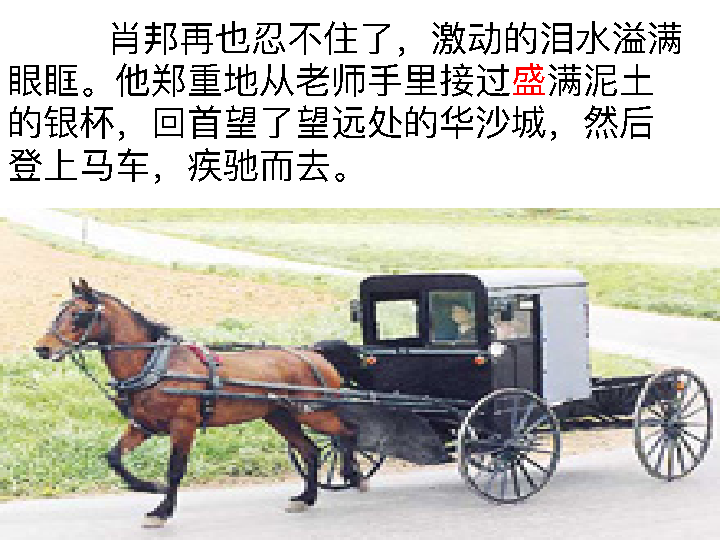 肖邦再也忍不住了，激动的泪水溢满
眼眶。他郑重地从老师手里接过盛满泥土
的银杯，回首望了望远处的华沙城，然后
登上马车，疾驰而去。